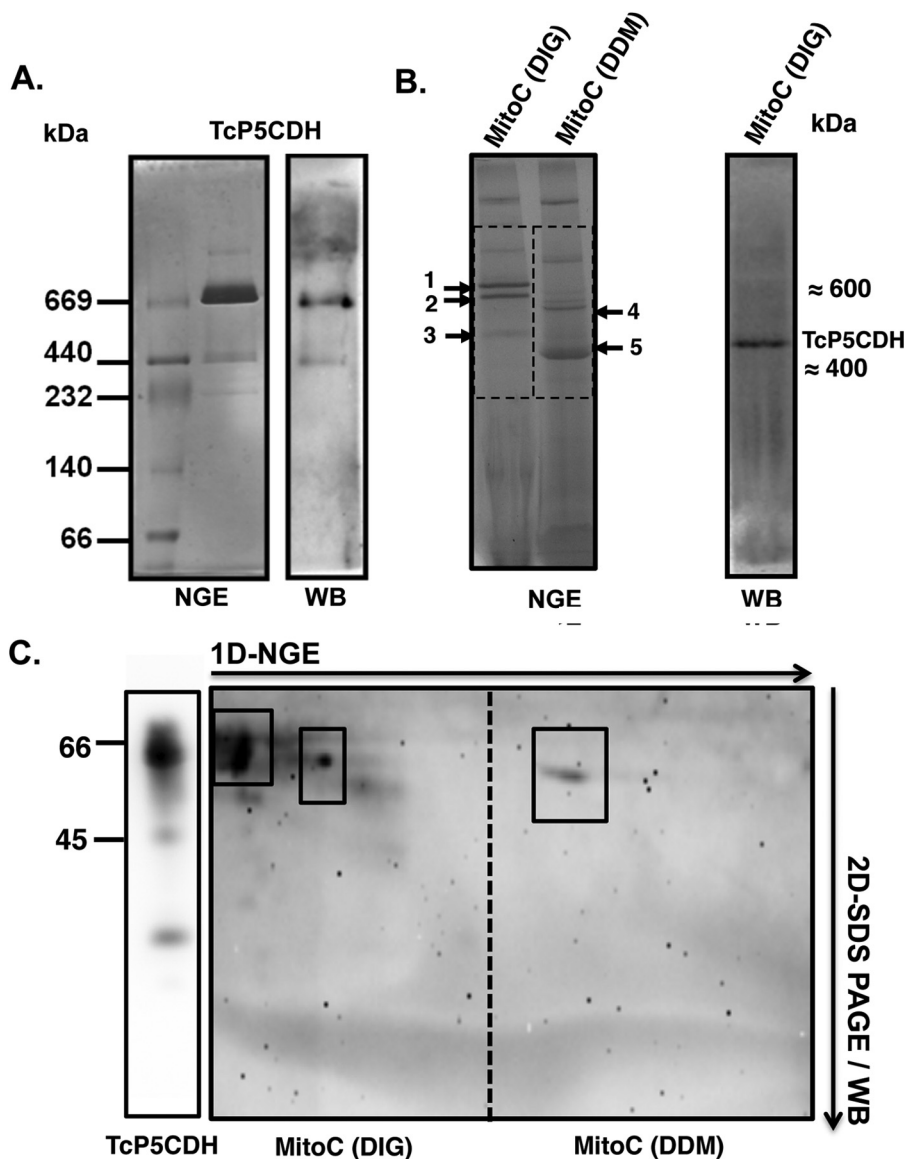 A.
kDa
TcP5CDH
669
440
232
140
66
NGE
WB
B.
MitoC (DIG)
MitoC (DDM)
MitoC (DIG)
kDa
1
2
3
4
5
≈ 600
TcP5CDH
≈ 400
NGE
WB
C.
1D-NGE
66
45
2D-SDS PAGE / WB
TcP5CDH
MitoC (DIG)
MitoC (DDM)